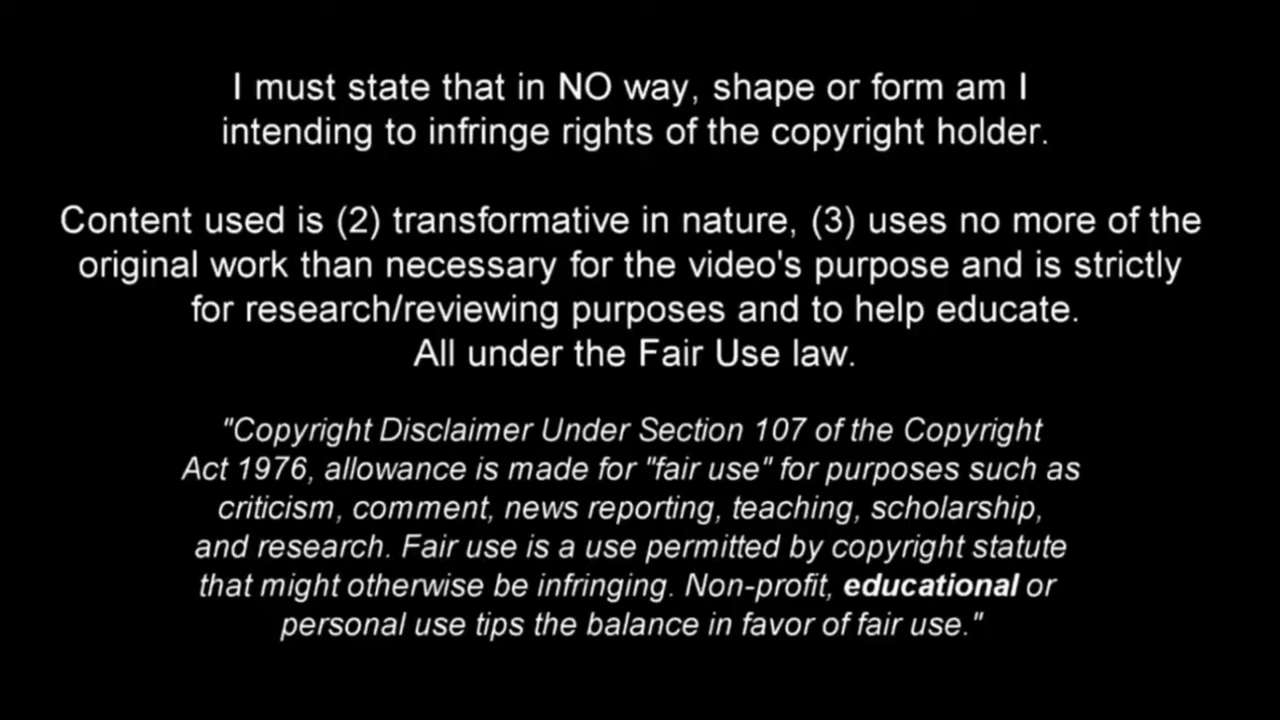 I must state that in NO way, shape or form am I
intending to infringe rights of the copyright holder.
Content used is (2) transformative in nature, (3) uses no more of the
original work than necessary for the video's purpose and is strictly
for research/reviewing purposes and to help educate.
All under the Fair Use law.
"Copyright Disclaimer Under Section 107 of the Copyright
Act 1976, allowance is made for "fair use" for purposes such as
criticism, comment, news reporting, teaching, scholarship,
and research. Fair use is a use permitted by copyright statute
that might otherwise be infringing. Non-profit, educational or
personal use tips the balance in favor of fair use."